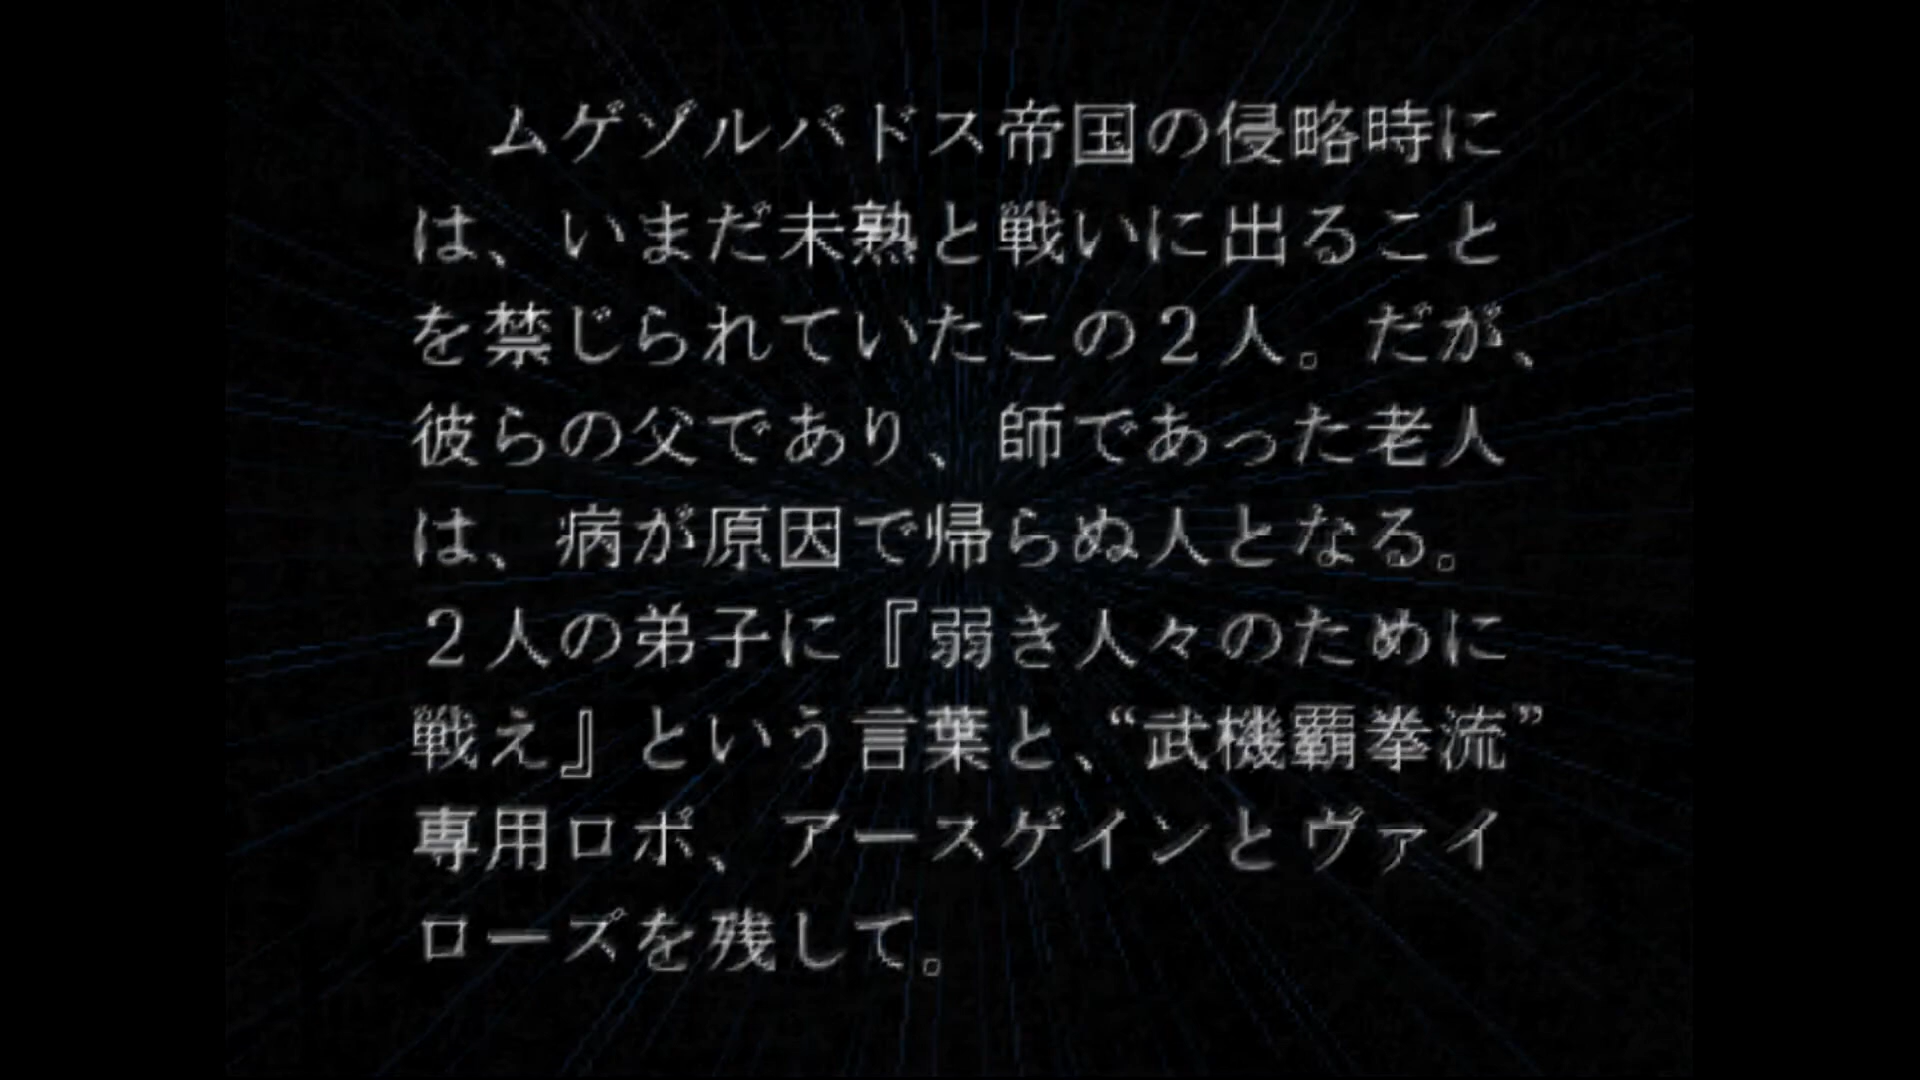 ムゲゾルバドス帝国の侵略時に
は、いまだ未熟と戦いに出ること
を禁じられていたこの２人。だが、
彼らの父であり、師であった老人
は、病が原因で帰らぬ人となる。
２人の弟子に『弱き人々のために
戦え』という言葉と、“武機覇拳流”
専用ロボ、アースゲインとヴァイ
ローズを残して。